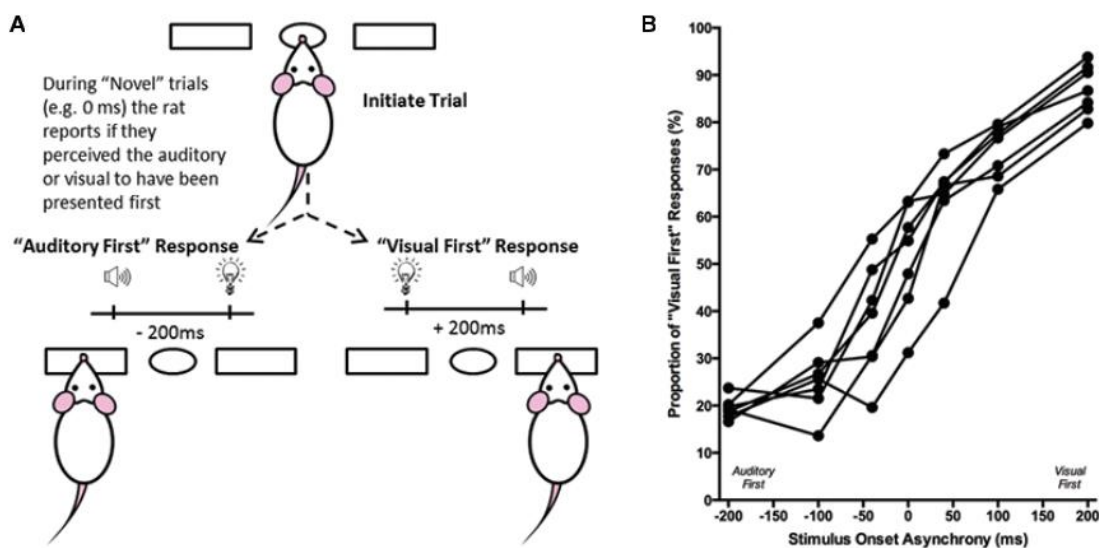 A
During “Novel” trials
(e.g. 0 ms) the rat
reports if they
perceived the auditory
or visual to have been
presented first
Initiate Trial
“Auditory First” Response
“Visual First” Response
- 200ms
+ 200ms
B
Proportion of "Visual First" Responses (%)
100
90
80
70
60
50
40
30
20
10
0
Auditory
First
Visual
First
-200 -150 -100 -50 0 50 100 150 200
Stimulus Onset Asynchrony (ms)